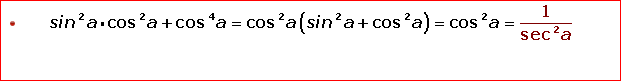 • sin²a·cos²a + cos⁴a = cos²a(sin²a + cos²a) = cos²a = 1/sec²a